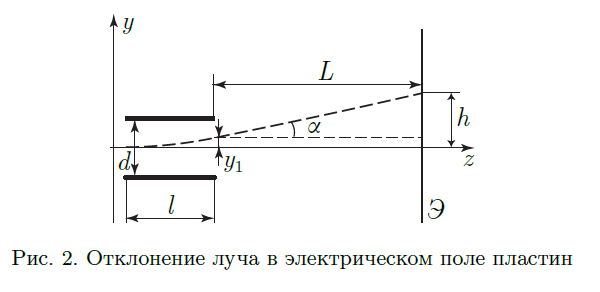 y
L
α
h
d
y₁
z
l
Э
Рис. 2. Отклонение луча в электрическом поле пластин